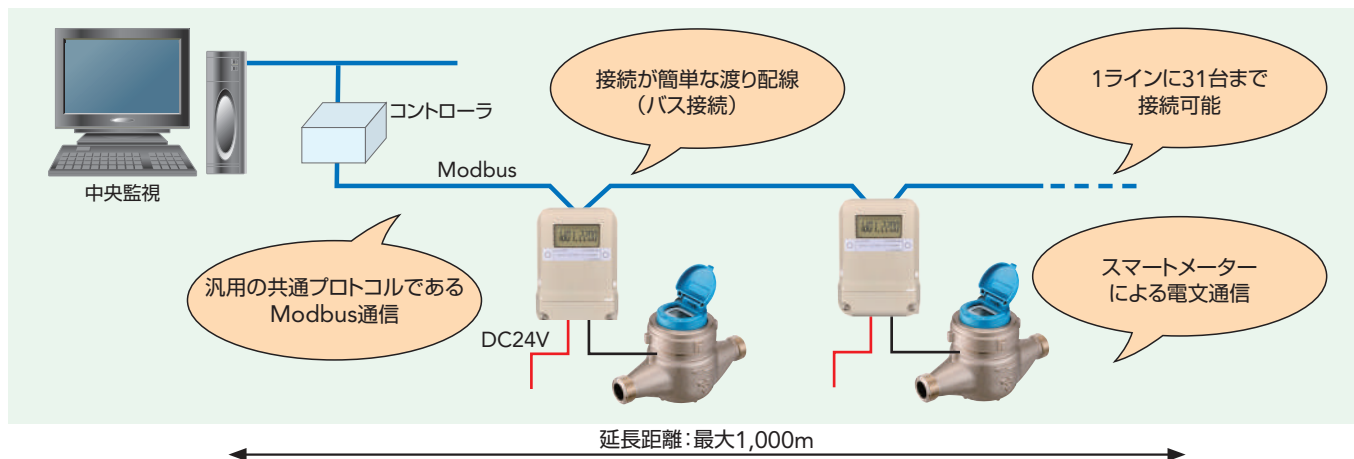 接続が簡単な渡り配線
（バス接続）
1ラインに31台まで
接続可能
コントローラ
Modbus
中央監視
汎用の共通プロトコルである
Modbus通信
スマートメーター
による電文通信
DC24V
延長距離：最大1,000m